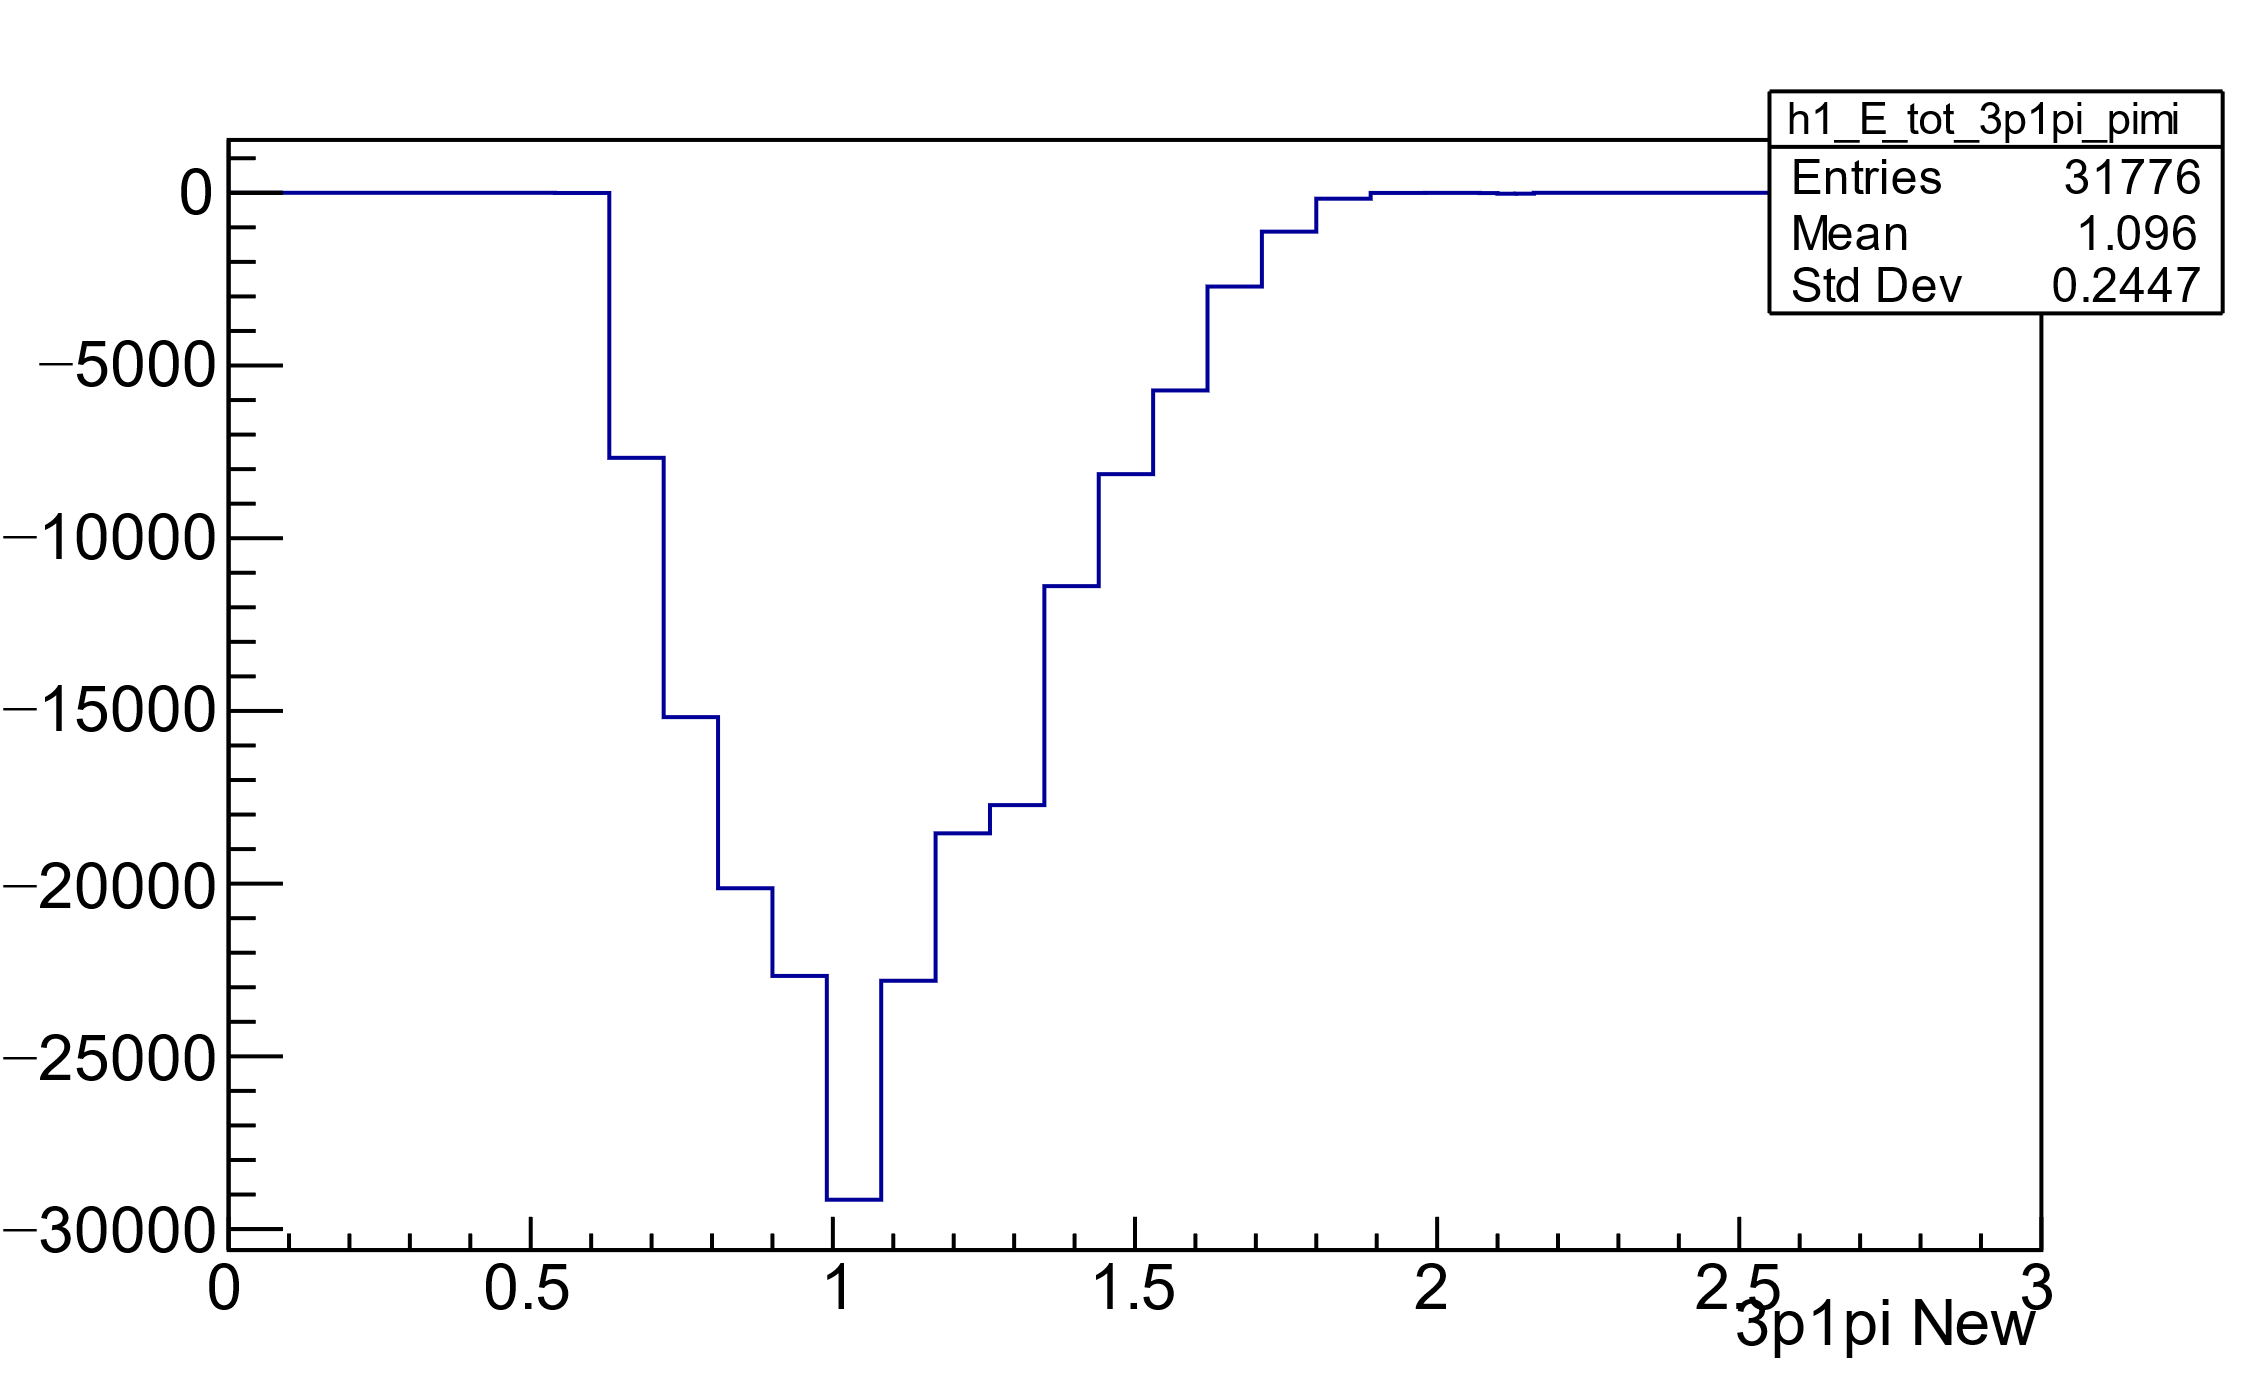 h1_E_tot_3p1pi_pimi
Entries 31776
Mean 1.096
Std Dev 0.2447
0
−5000
−10000
−15000
−20000
−25000
−30000
0 0.5 1 1.5 2 2.5 3
3p1pi New